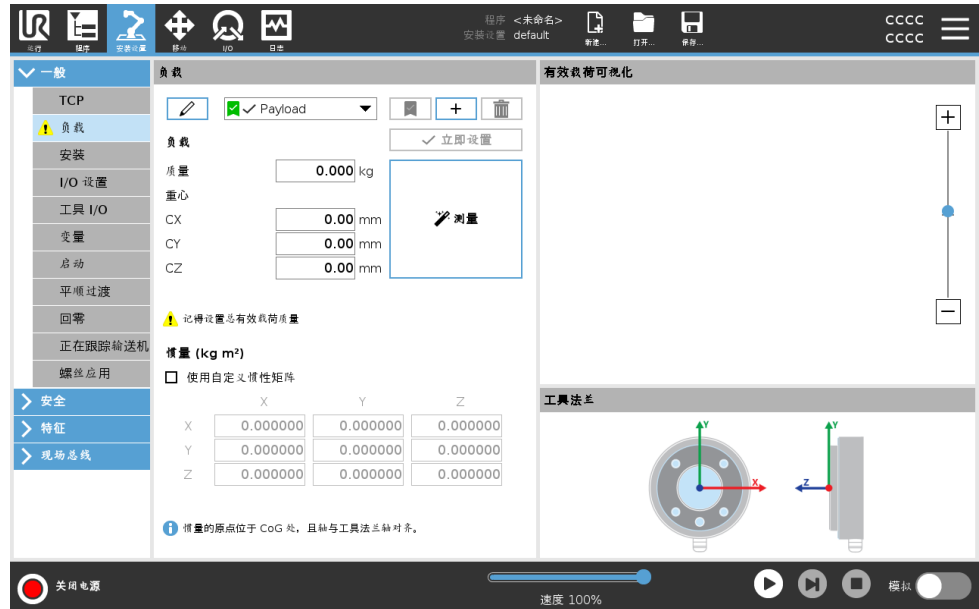 UR
运行
程序
安装设置
移动
I/O
日志
程序 <未命名>
安装设置 default
新建...
打开...
保存...
CCCC
CCCC
一般
TCP
负载
安装
I/O 设置
工具 I/O
变量
启动
平顺过渡
回零
正在跟踪输送机
螺丝应用
安全
特征
现场总线
负载
Payload
负载
立即设置
质量 0.000 kg
重心
CX 0.00 mm
CY 0.00 mm
CZ 0.00 mm
测量
记得设置总有效载荷质量
惯量 (kg m²)
使用自定义惯性矩阵
X Y Z
X 0.000000 0.000000 0.000000
Y 0.000000 0.000000 0.000000
Z 0.000000 0.000000 0.000000
惯量的原点位于 CoG 处，且轴与工具法兰轴对齐。
有效载荷可视化
工具法兰
Y
X
Y
Z
关闭电源
速度 100%
模拟